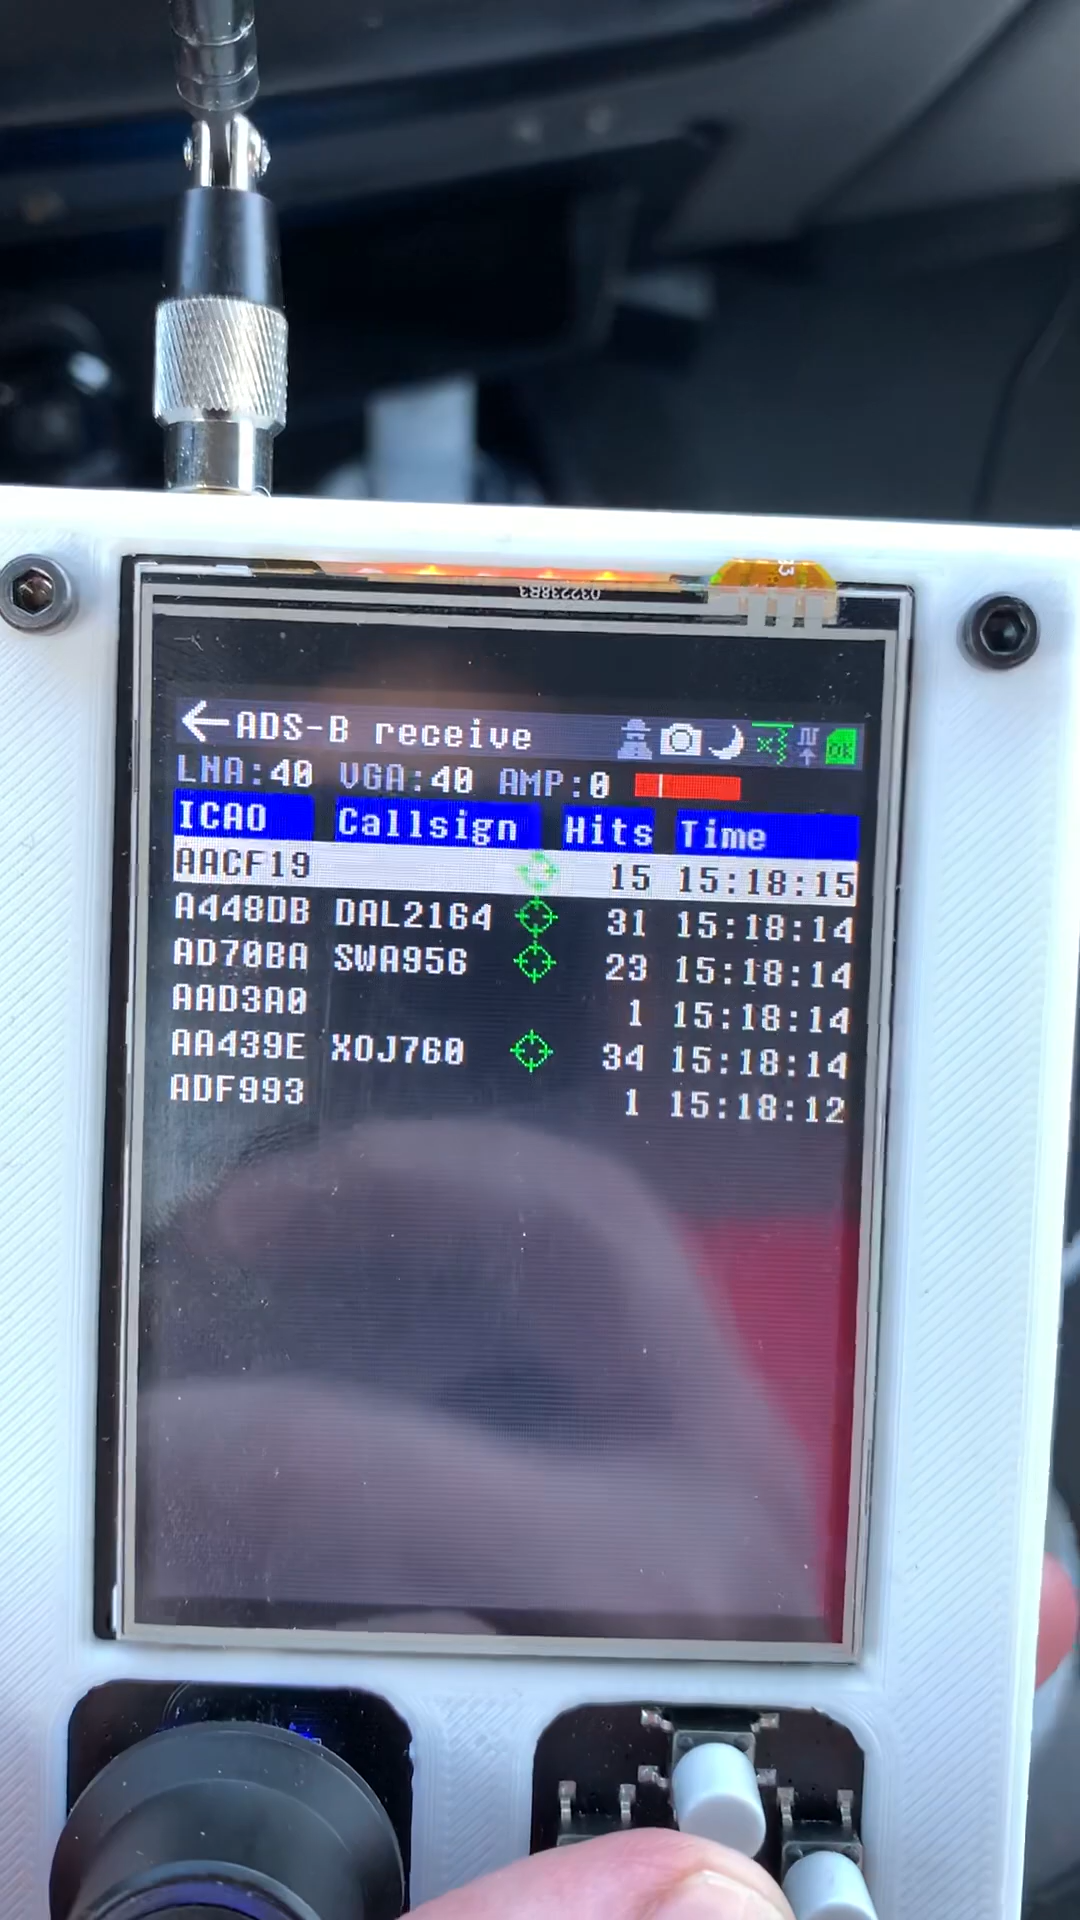 032238B3
ADS-B receive
LNA:40 VGA:40 AMP:0
ICAO Callsign Hits Time
AACF19 15 15:18:15
A448DB DAL2164 31 15:18:14
AD70BA SWA956 23 15:18:14
AAD3A0 1 15:18:14
AA439E XOJ760 34 15:18:14
ADF993 1 15:18:12